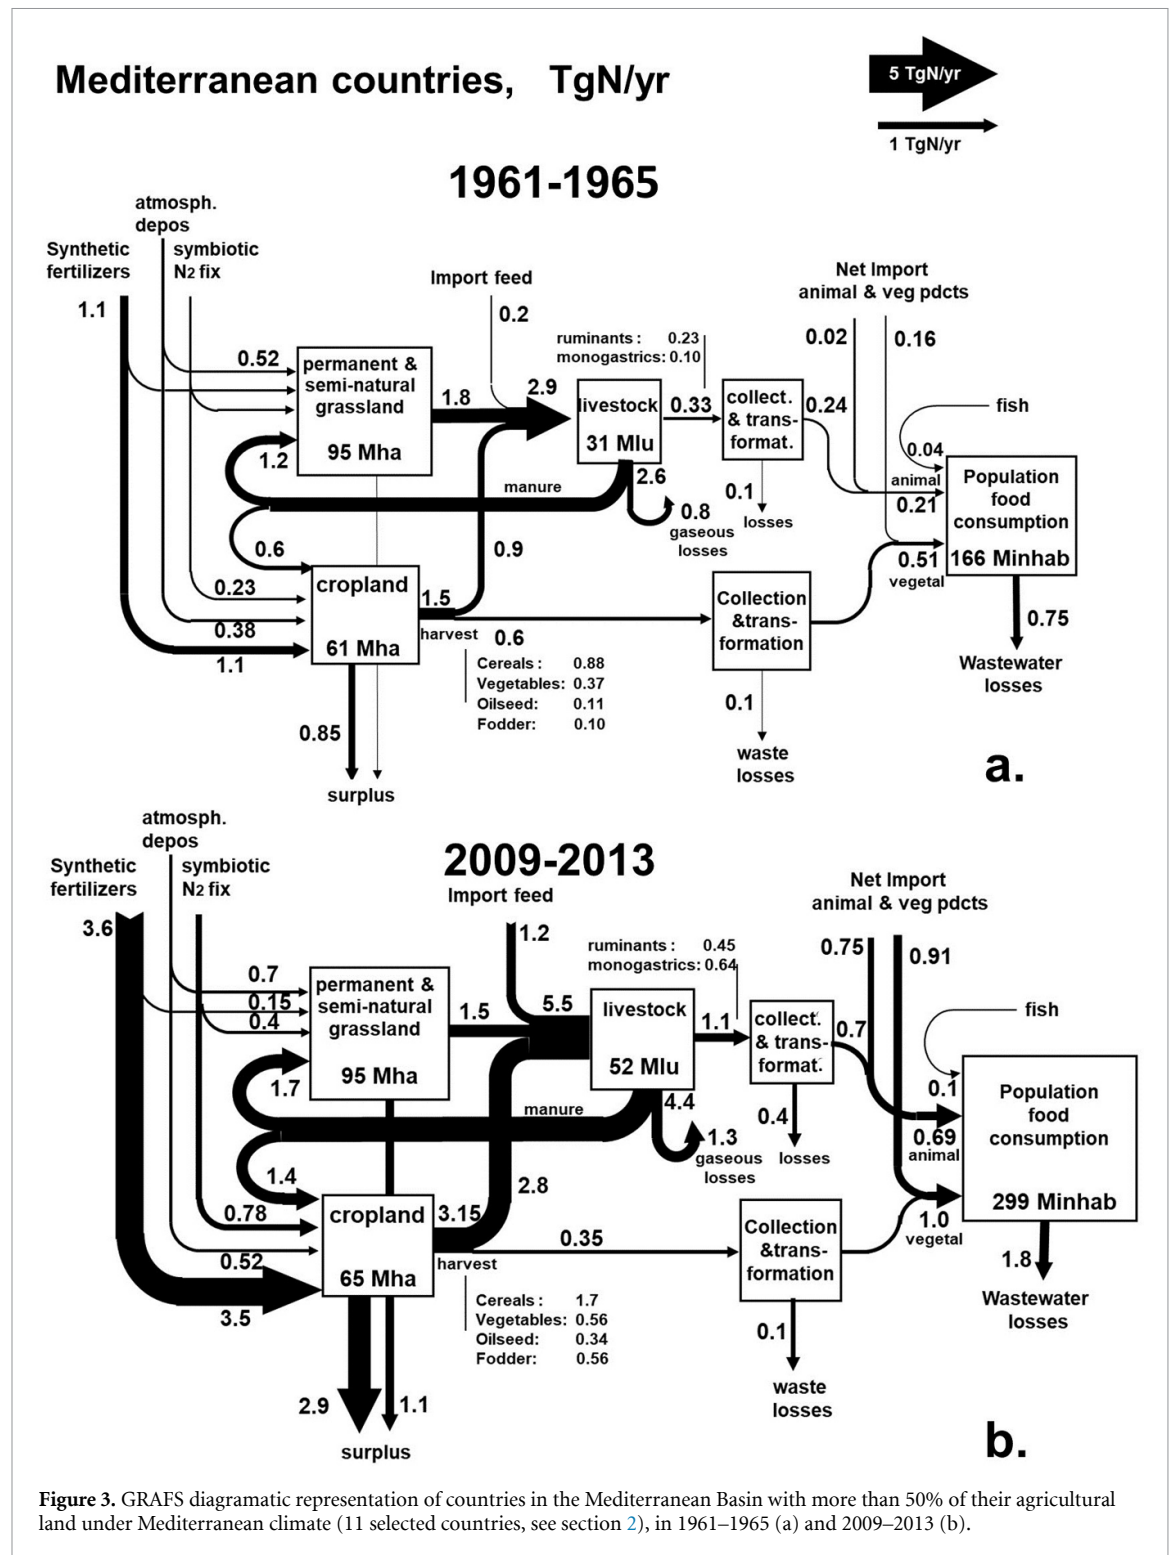 Mediterranean countries, TgN/yr
5 TgN/yr
1 TgN/yr
1961-1965
atmosph.
depos
Synthetic
fertilizers
symbiotic
N2 fix
1.1
Import feed
0.2
Net Import
animal & veg pdcts
0.02
0.16
ruminants : 0.23
monogastrics: 0.10
0.52
permanent &
semi-natural
grassland
95 Mha
1.8
2.9
livestock
31 Mlu
0.33
collect.
& trans-
format.
0.24
fish
0.04
animal
0.21
Population
food
consumption
166 Minhab
1.2
manure
2.6
0.8
gaseous
losses
0.1
losses
0.6
0.9
0.51
vegetal
0.23
0.38
1.1
cropland
61 Mha
1.5
harvest
0.6
Collection
&trans-
formation
0.75
Wastewater
losses
Cereals : 0.88
Vegetables: 0.37
Oilseed: 0.11
Fodder: 0.10
0.85
surplus
0.1
waste
losses
a.
2009-2013
atmosph.
depos
Synthetic
fertilizers
symbiotic
N2 fix
3.6
Import feed
1.2
Net Import
animal & veg pdcts
0.75
0.91
ruminants : 0.45
monogastrics: 0.64
0.7
0.15
0.4
permanent &
semi-natural
grassland
95 Mha
1.5
5.5
livestock
52 Mlu
1.1
collect.
& trans-
format.
0.7
fish
0.1
0.69
animal
Population
food
consumption
299 Minhab
1.7
manure
4.4
1.3
gaseous
losses
0.4
losses
1.4
2.8
1.0
vegetal
0.78
0.52
3.5
cropland
65 Mha
3.15
harvest
0.35
Collection
&trans-
formation
1.8
Wastewater
losses
Cereals : 1.7
Vegetables: 0.56
Oilseed: 0.34
Fodder: 0.56
2.9
1.1
surplus
0.1
waste
losses
b.
Figure 3. GRAFS diagramatic representation of countries in the Mediterranean Basin with more than 50% of their agricultural
land under Mediterranean climate (11 selected countries, see section 2), in 1961–1965 (a) and 2009–2013 (b).